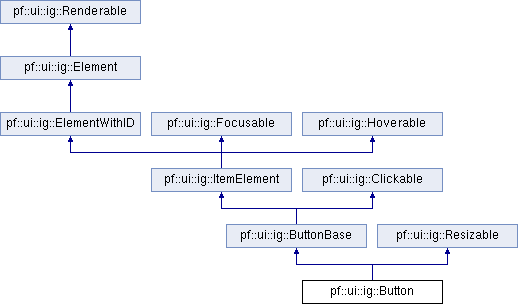 pf::ui::ig::Renderable
pf::ui::ig::Element
pf::ui::ig::ElementWithID
pf::ui::ig::Focusable
pf::ui::ig::Hoverable
pf::ui::ig::ItemElement
pf::ui::ig::Clickable
pf::ui::ig::ButtonBase
pf::ui::ig::Resizable
pf::ui::ig::Button